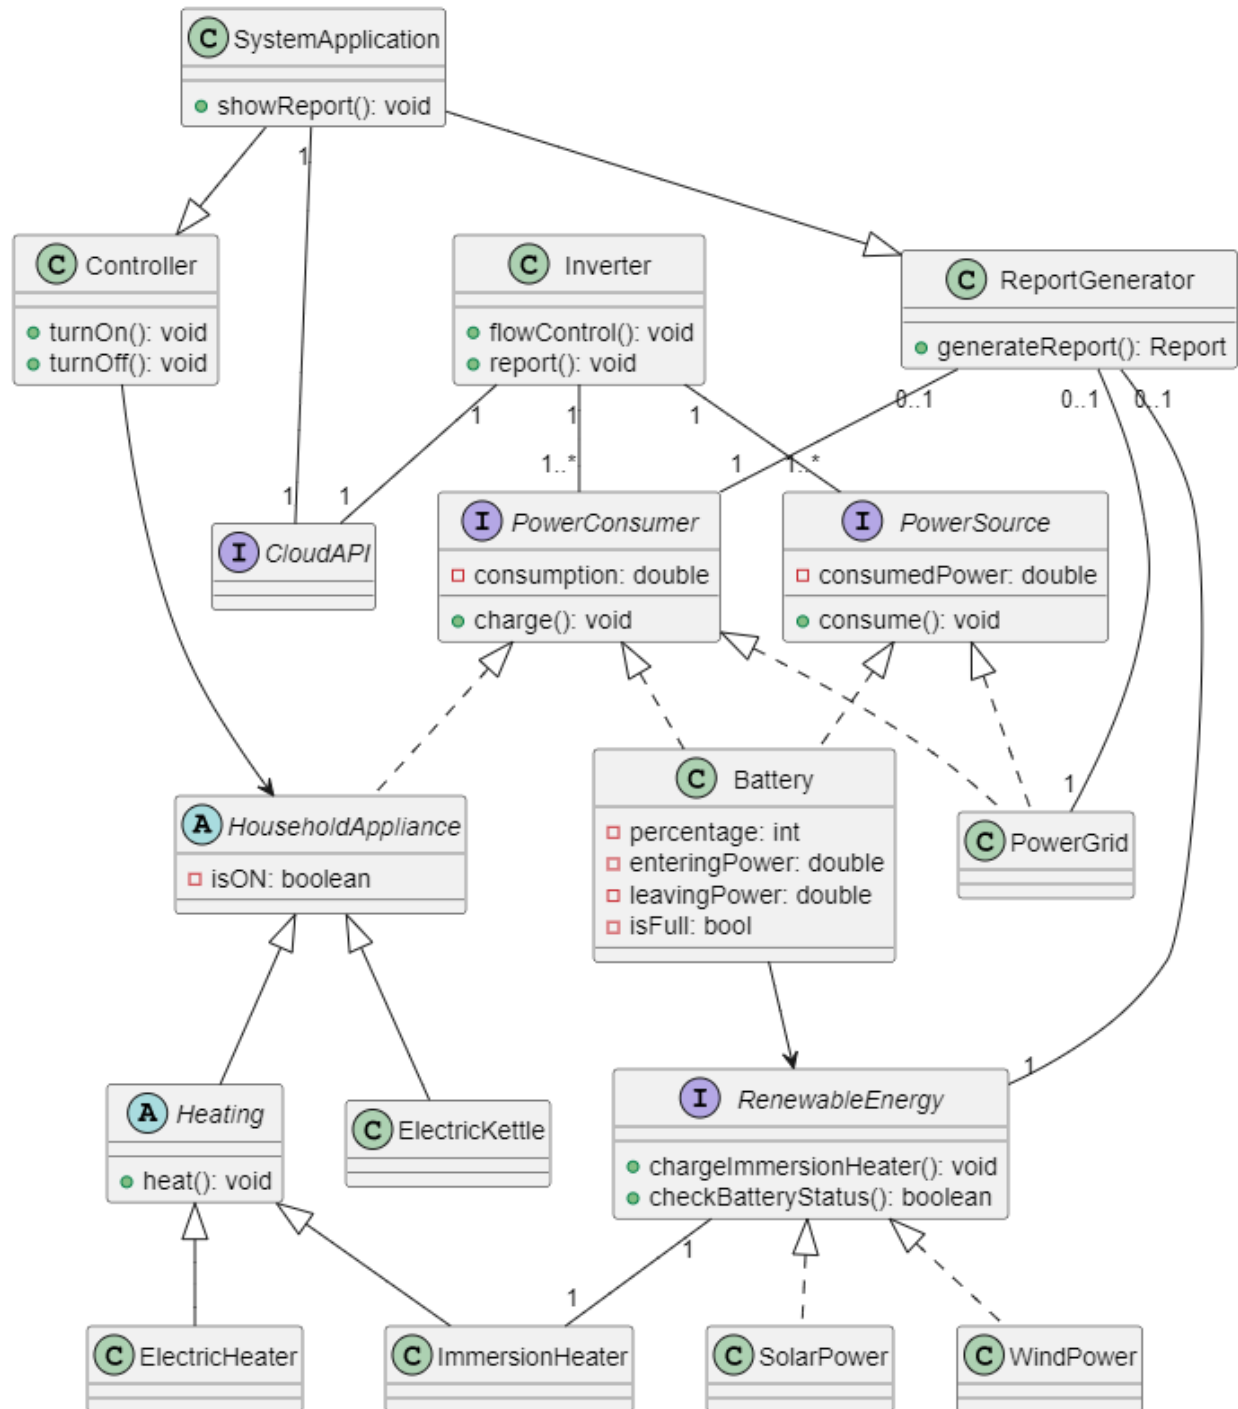 C SystemApplication
showReport(): void
1
C Controller
turnOn(): void
turnOff(): void
C Inverter
flowControl(): void
report(): void
C ReportGenerator
generateReport(): Report
1
1
1
0..1
0..1
0..1
1..*
1
1..*
1
1
I CloudAPI
I PowerConsumer
consumption: double
charge(): void
I PowerSource
consumedPower: double
consume(): void
A HouseholdAppliance
isON: boolean
C Battery
percentage: int
enteringPower: double
leavingPower: double
isFull: bool
1
C PowerGrid
1
A Heating
heat(): void
C ElectricKettle
I RenewableEnergy
chargeImmersionHeater(): void
checkBatteryStatus(): boolean
1
1
C ElectricHeater
C ImmersionHeater
C SolarPower
C WindPower